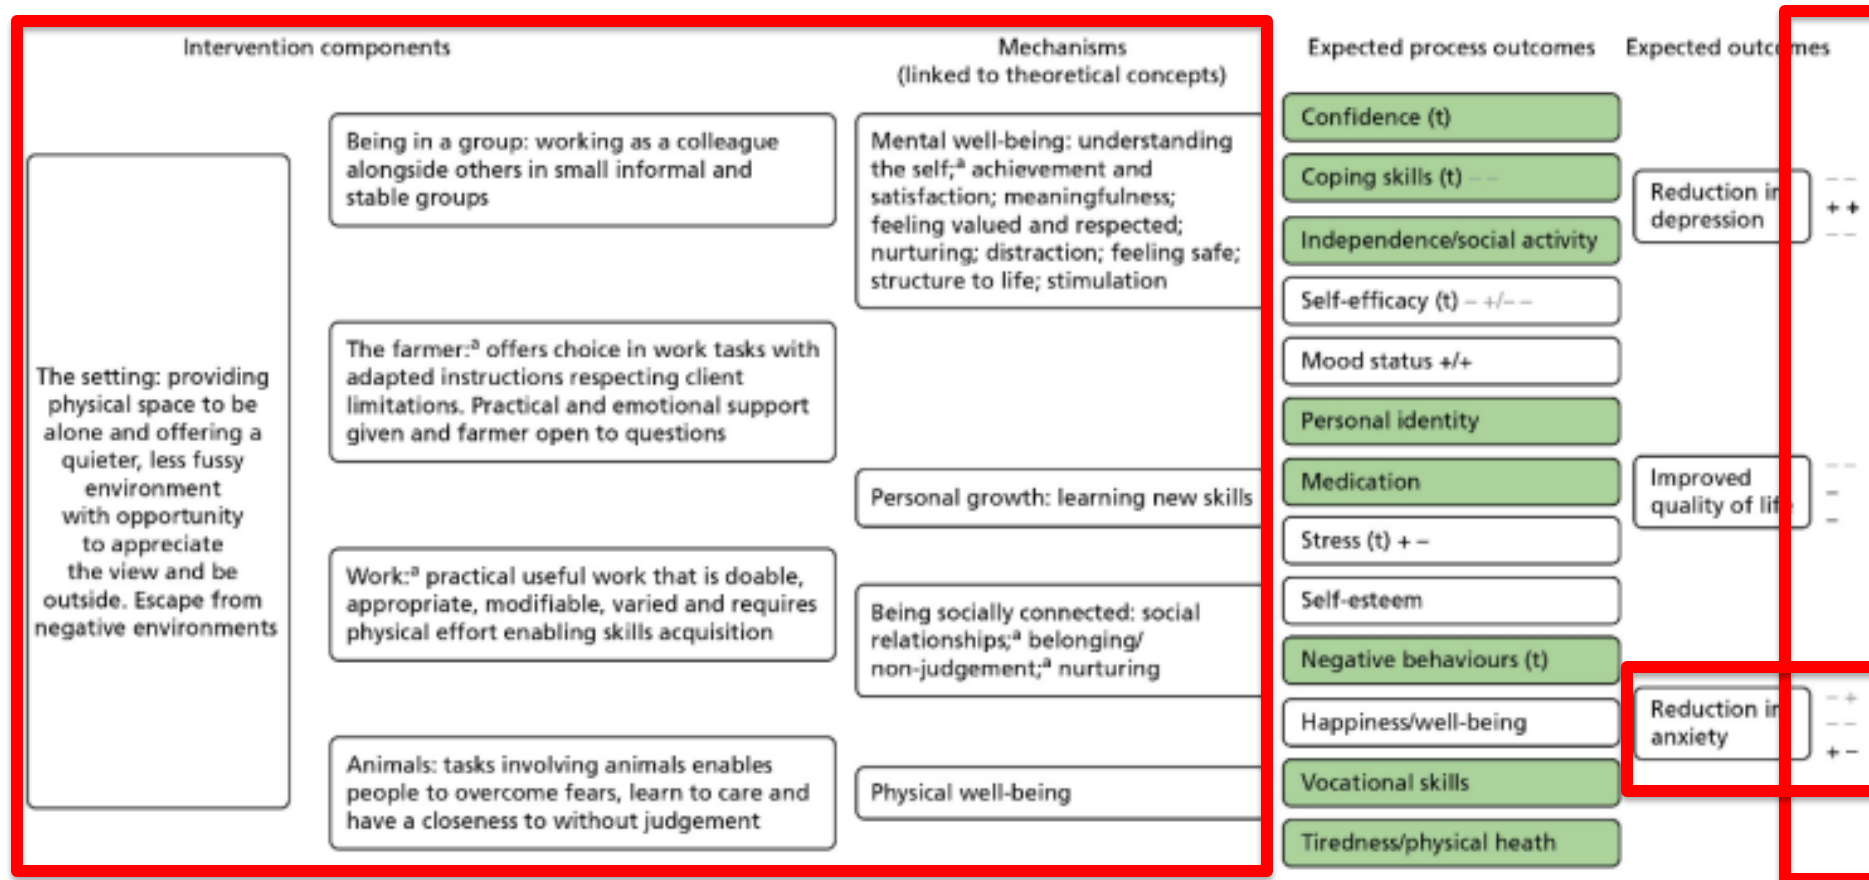 Intervention components
Mechanisms
(linked to theoretical concepts)
Expected process outcomes
Expected outcomes
The setting: providing
physical space to be
alone and offering a
quieter, less fussy
environment
with opportunity
to appreciate
the view and be
outside. Escape from
negative environments
Being in a group: working as a colleague
alongside others in small informal and
stable groups
The farmer:ª offers choice in work tasks with
adapted instructions respecting client
limitations. Practical and emotional support
given and farmer open to questions
Work:ª practical useful work that is doable,
appropriate, modifiable, varied and requires
physical effort enabling skills acquisition
Animals: tasks involving animals enables
people to overcome fears, learn to care and
have a closeness to without judgement
Mental well-being: understanding
the self;ª achievement and
satisfaction; meaningfulness;
feeling valued and respected;
nurturing; distraction; feeling safe;
structure to life; stimulation
Personal growth: learning new skills
Being socially connected: social
relationships;ª belonging/
non-judgement;ª nurturing
Physical well-being
Confidence (t)
Coping skills (t) – –
Independence/social activity
Self-efficacy (t) – +/– –
Mood status +/+
Personal identity
Medication
Stress (t) + –
Self-esteem
Negative behaviours (t)
Happiness/well-being
Vocational skills
Tiredness/physical heath
Reduction in
depression
– –
+ +
– –
Improved
quality of life
– –
–
–
Reduction in
anxiety
– +
– –
+ –